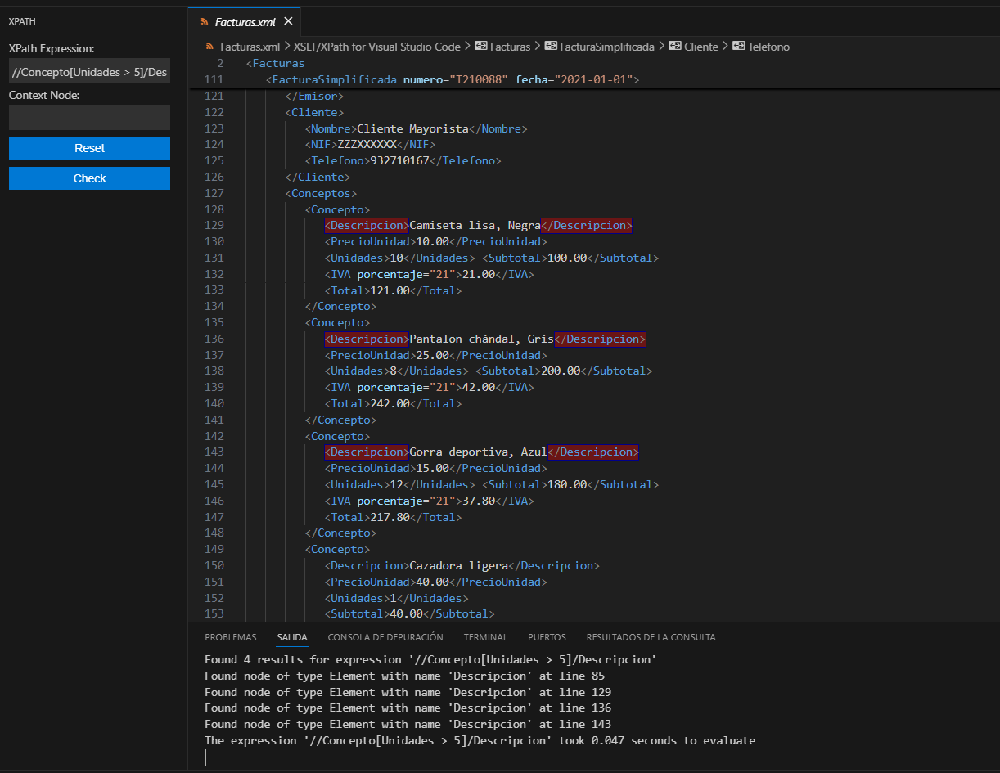 XPATH
XPath Expression:
//Concepto[Unidades > 5]/Des
Context Node:
Reset
Check
Facturas.xml
Facturas.xml > XSLT/XPath for Visual Studio Code > Facturas > FacturaSimplificada > Cliente > Telefono
2 <Facturas
111 <FacturaSimplificada numero="T210088" fecha="2021-01-01">
121 </Emisor>
122 <Cliente>
123 <Nombre>Cliente Mayorista</Nombre>
124 <NIF>ZZZXXXXXX</NIF>
125 <Telefono>932710167</Telefono>
126 </Cliente>
127 <Conceptos>
128 <Concepto>
129 <Descripcion>Camiseta lisa, Negra</Descripcion>
130 <PrecioUnidad>10.00</PrecioUnidad>
131 <Unidades>10</Unidades> <Subtotal>100.00</Subtotal>
132 <IVA porcentaje="21">21.00</IVA>
133 <Total>121.00</Total>
134 </Concepto>
135 <Concepto>
136 <Descripcion>Pantalon chándal, Gris</Descripcion>
137 <PrecioUnidad>25.00</PrecioUnidad>
138 <Unidades>8</Unidades> <Subtotal>200.00</Subtotal>
139 <IVA porcentaje="21">42.00</IVA>
140 <Total>242.00</Total>
141 </Concepto>
142 <Concepto>
143 <Descripcion>Gorra deportiva, Azul</Descripcion>
144 <PrecioUnidad>15.00</PrecioUnidad>
145 <Unidades>12</Unidades> <Subtotal>180.00</Subtotal>
146 <IVA porcentaje="21">37.80</IVA>
147 <Total>217.80</Total>
148 </Concepto>
149 <Concepto>
150 <Descripcion>Cazadora ligera</Descripcion>
151 <PrecioUnidad>40.00</PrecioUnidad>
152 <Unidades>1</Unidades>
153 <Subtotal>40.00</Subtotal>
PROBLEMAS SALIDA CONSOLA DE DEPURACIÓN TERMINAL PUERTOS RESULTADOS DE LA CONSULTA
Found 4 results for expression '//Concepto[Unidades > 5]/Descripcion'
Found node of type Element with name 'Descripcion' at line 85
Found node of type Element with name 'Descripcion' at line 129
Found node of type Element with name 'Descripcion' at line 136
Found node of type Element with name 'Descripcion' at line 143
The expression '//Concepto[Unidades > 5]/Descripcion' took 0.047 seconds to evaluate